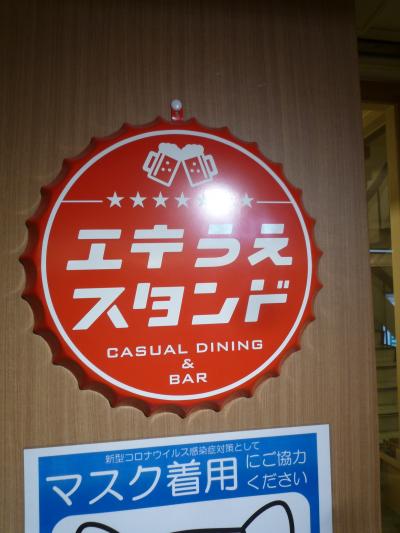 エキうえ
スタンド
CASUAL DINING
&
BAR
新型コロナウイルス感染症対策として
マスク着用にご協力
ください